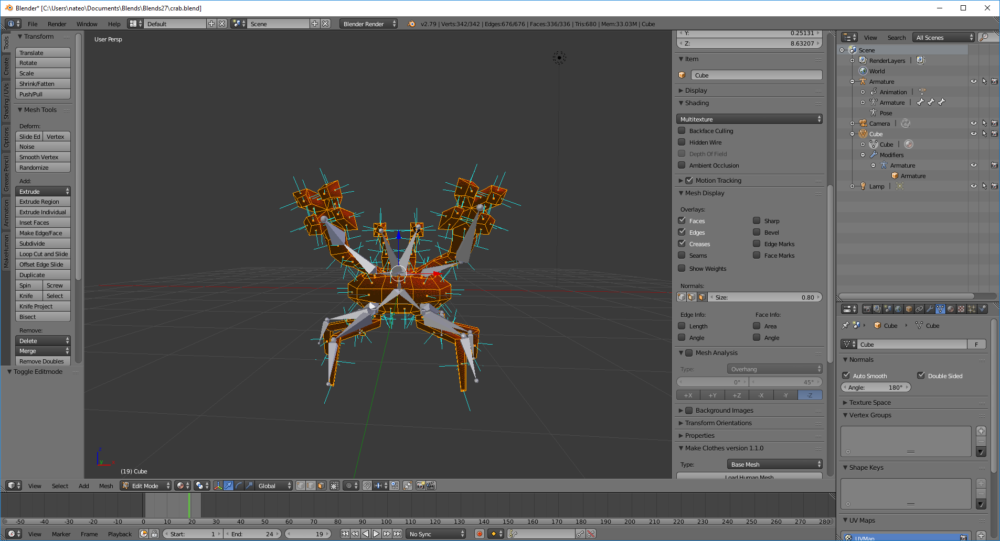 Blender* [C:\Users\nateo\Documents\Blends\Blends27\crab.blend]
File Render Window Help Default Scene Blender Render v2.79 | Verts:342/342 | Edges:676/676 | Faces:336/336 | Tris:680 | Mem:33.03M | Cube
Tools
Create
Shading / UVs
Options
Grease Pencil
Animation
MakeHuman
Transform
Translate
Rotate
Scale
Shrink/Fatten
Push/Pull
Mesh Tools
Deform:
Slide Ed Vertex
Noise
Smooth Vertex
Randomize
Add:
Extrude
Extrude Region
Extrude Individual
Inset Faces
Make Edge/Face
Subdivide
Loop Cut and Slide
Offset Edge Slide
Duplicate
Spin Screw
Knife Select
Knife Project
Bisect
Remove:
Delete
Merge
Remove Doubles
Toggle Editmode
User Persp
z
y
x
(19) Cube
Y: 0.25131
Z: 8.63207
Item
Cube
Display
Shading
Multitexture
Backface Culling
Hidden Wire
Depth Of Field
Ambient Occlusion
Motion Tracking
Mesh Display
Overlays:
Faces Sharp
Edges Bevel
Creases Edge Marks
Seams Face Marks
Show Weights
Normals:
Size: 0.80
Edge Info: Face Info:
Length Area
Angle Angle
Mesh Analysis
Type: Overhang
0° 45°
+X +Y +Z -X -Y -Z
Background Images
Transform Orientations
Properties
Make Clothes version 1.1.0
Type: Base Mesh
Load Human Mesh
View Search All Scenes
Scene
RenderLayers
World
Armature
Animation
Armature
Pose
Camera
Cube
Cube
Modifiers
Armature
Armature
Lamp
Cube Cube
Cube F
Normals
Auto Smooth Double Sided
Angle: 180°
Texture Space
Vertex Groups
Shape Keys
UV Maps
UVMap
View Select Add Mesh Edit Mode Global
-50 -40 -30 -20 -10 0 10 20 30 40 50 60 70 80 90 100 110 120 130 140 150 160 170 180 190 200 210 220 230 240 250 260 270 280
View Marker Frame Playback Start: 1 End: 24 19 No Sync